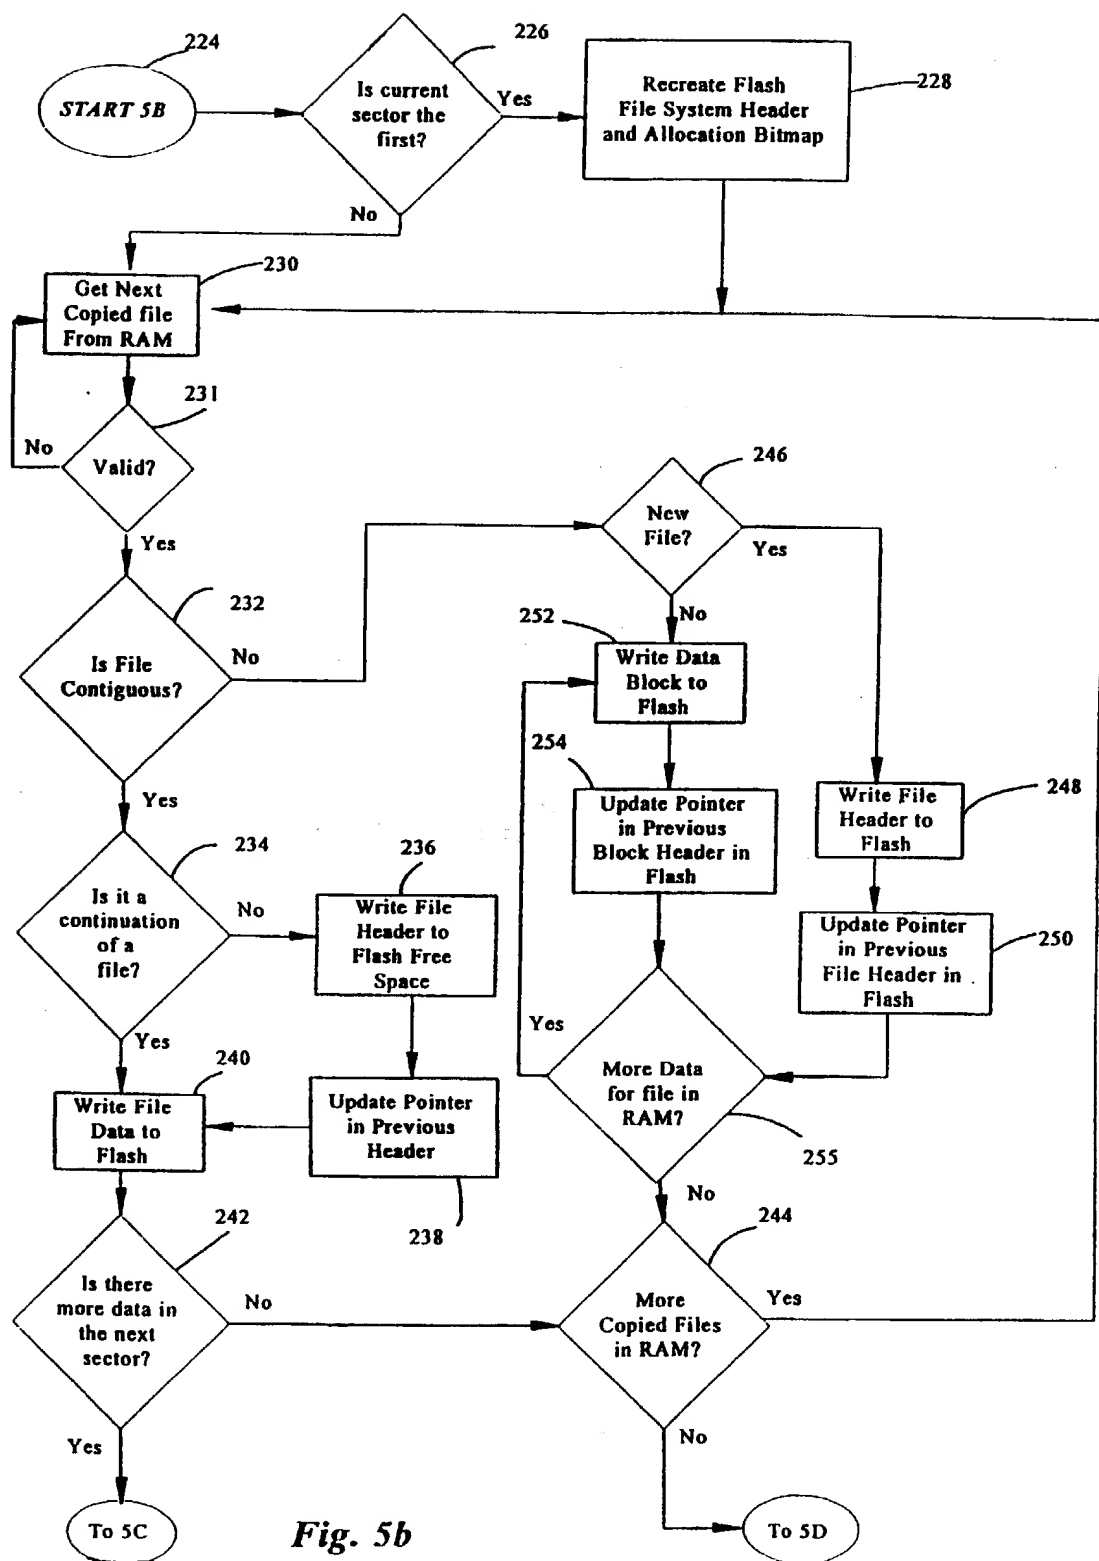 224
START 5B
226
Is current
sector the
first?
Yes
No
Recreate Flash
File System Header
and Allocation Bitmap
228
230
Get Next
Copied file
From RAM
231
No
Valid?
Yes
232
Is File
Contiguous?
No
Yes
246
New
File?
Yes
No
252
Write Data
Block to
Flash
254
Update Pointer
in Previous
Block Header in
Flash
248
Write File
Header to
Flash
250
Update Pointer
in Previous
File Header in
Flash
234
Is it a
continuation
of a
file?
No
Yes
236
Write File
Header to
Flash Free
Space
240
Write File
Data to
Flash
Update Pointer
in Previous
Header
238
Yes
More Data
for file in
RAM?
255
No
242
Is there
more data in
the next
sector?
No
Yes
244
More
Copied Files
in RAM?
Yes
No
To 5C
Fig. 5b
To 5D